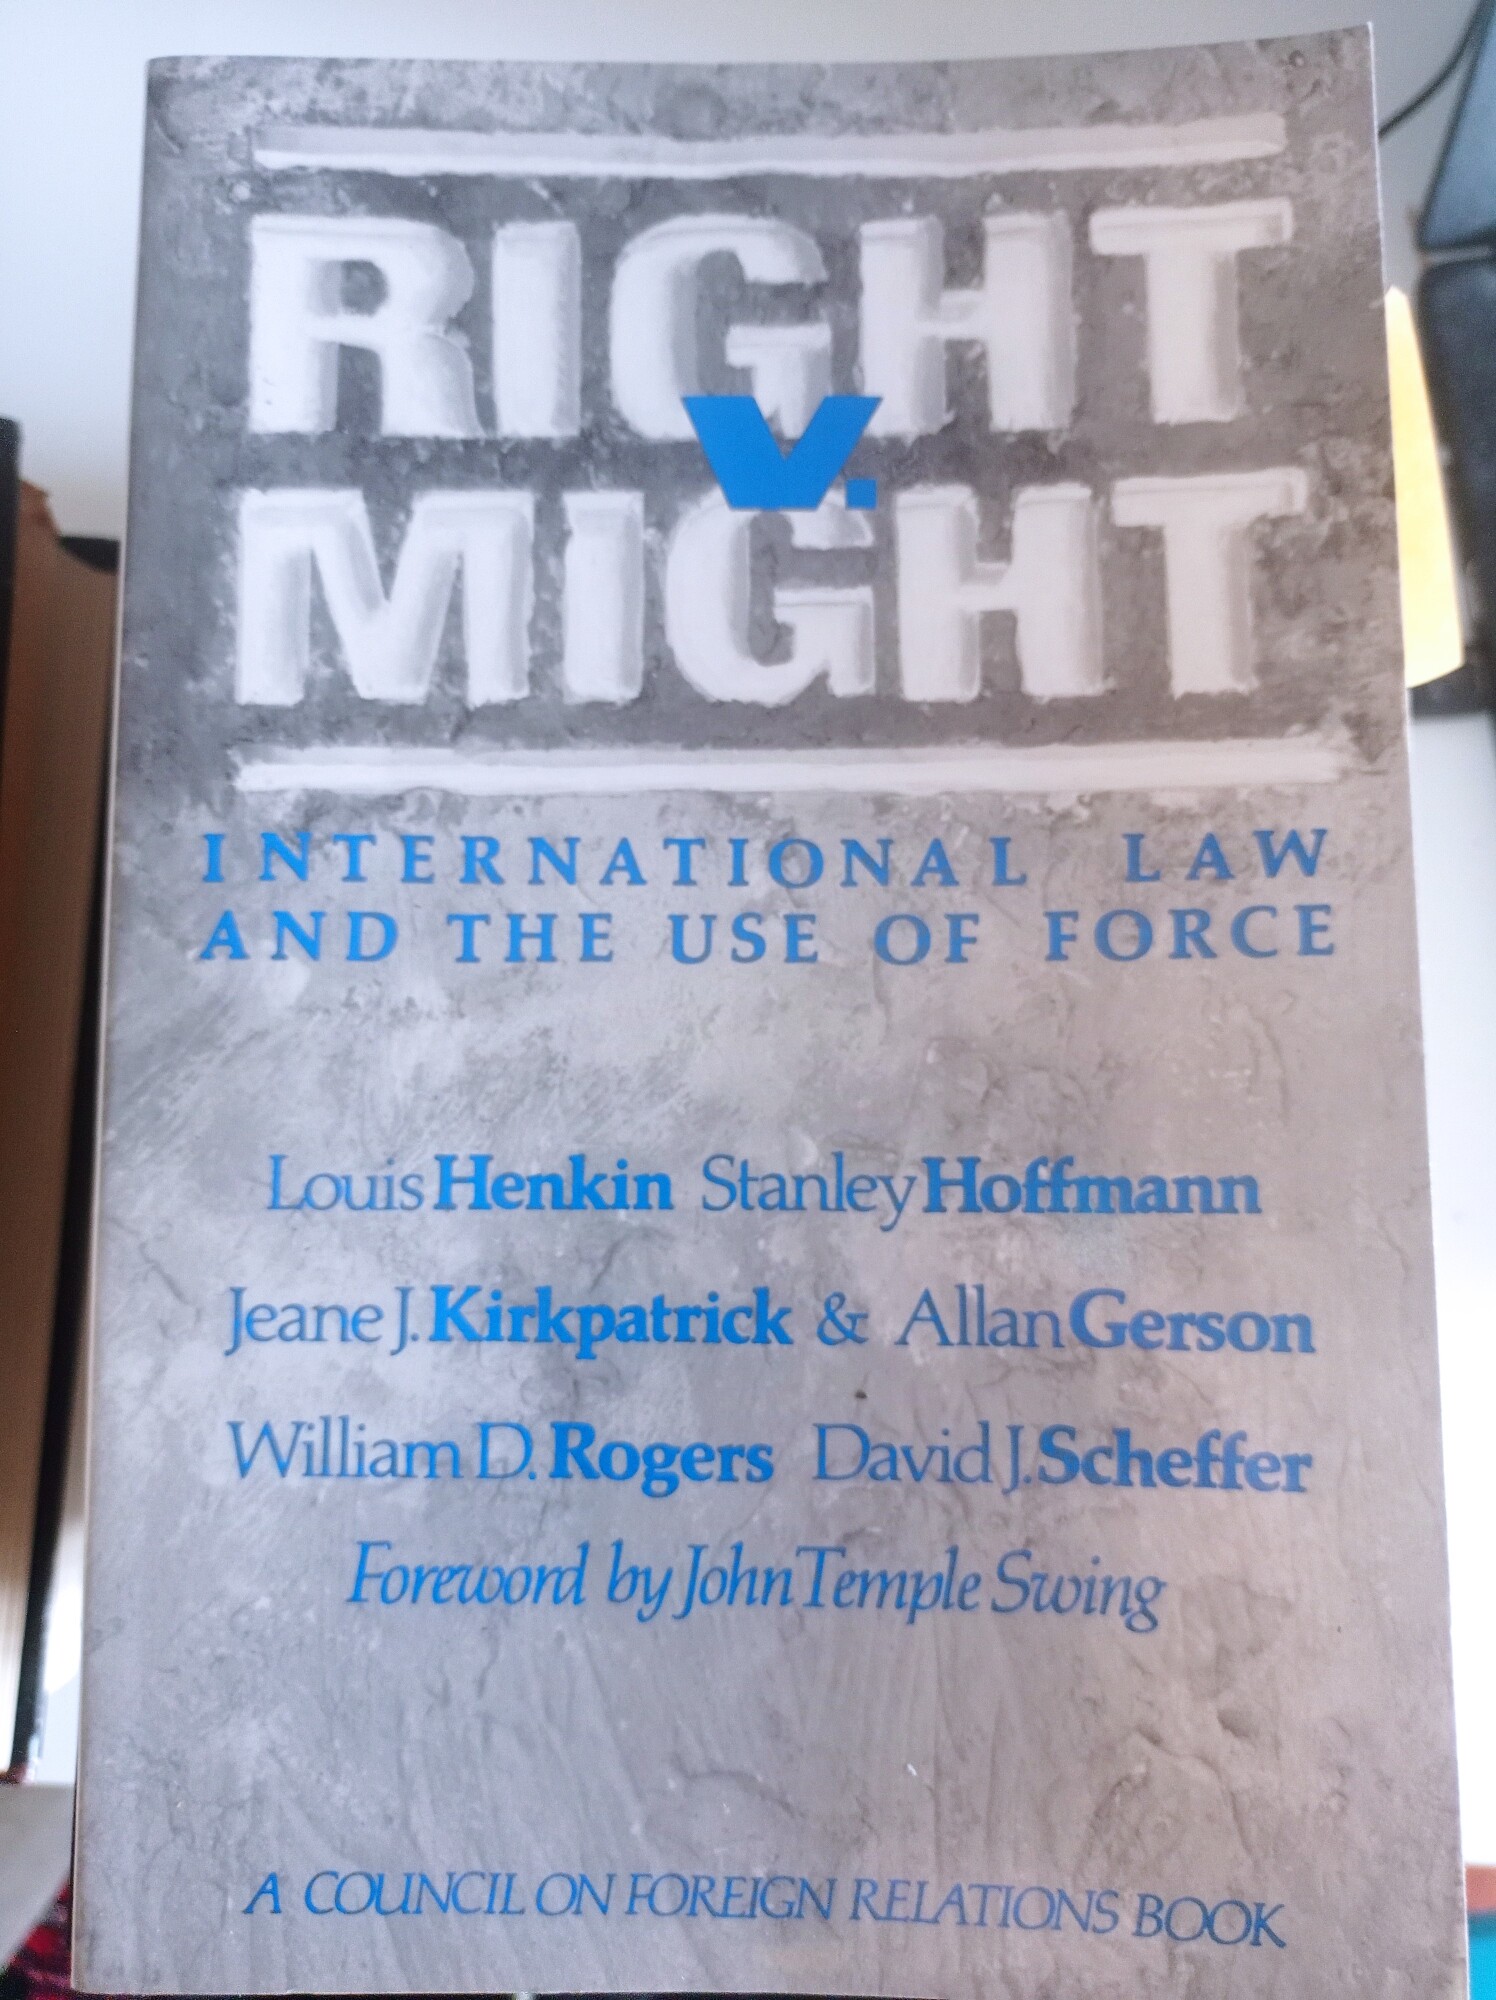 RIGHT
V.
MIGHT
INTERNATIONAL LAW
AND THE USE OF FORCE
Louis Henkin Stanley Hoffmann
Jeane J. Kirkpatrick & Allan Gerson
William D. Rogers David J. Scheffer
Foreword by John Temple Swing
A COUNCIL ON FOREIGN RELATIONS BOOK